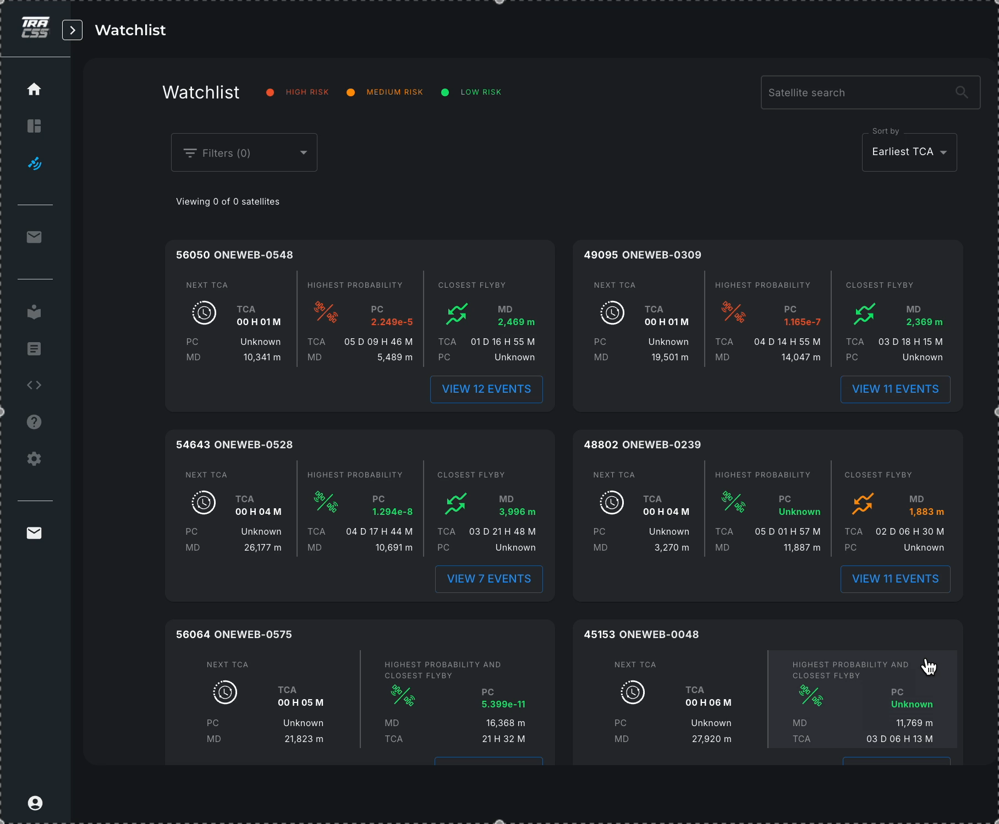 TRA
CSS
Watchlist
Watchlist
HIGH RISK
MEDIUM RISK
LOW RISK
Satellite search
Filters (0)
Sort by
Earliest TCA
Viewing 0 of 0 satellites
56050 ONEWEB-0548
NEXT TCA
TCA
00 H 01 M
PC Unknown
MD 10,341 m
HIGHEST PROBABILITY
PC
2.249e-5
TCA 05 D 09 H 46 M
MD 5,489 m
CLOSEST FLYBY
MD
2,469 m
TCA 01 D 16 H 55 M
PC Unknown
VIEW 12 EVENTS
49095 ONEWEB-0309
NEXT TCA
TCA
00 H 01 M
PC Unknown
MD 19,501 m
HIGHEST PROBABILITY
PC
1.165e-7
TCA 04 D 14 H 55 M
MD 14,047 m
CLOSEST FLYBY
MD
2,369 m
TCA 03 D 18 H 15 M
PC Unknown
VIEW 11 EVENTS
54643 ONEWEB-0528
NEXT TCA
TCA
00 H 04 M
PC Unknown
MD 26,177 m
HIGHEST PROBABILITY
PC
1.294e-8
TCA 04 D 17 H 44 M
MD 10,691 m
CLOSEST FLYBY
MD
3,996 m
TCA 03 D 21 H 48 M
PC Unknown
VIEW 7 EVENTS
48802 ONEWEB-0239
NEXT TCA
TCA
00 H 04 M
PC Unknown
MD 3,270 m
HIGHEST PROBABILITY
PC
Unknown
TCA 05 D 01 H 57 M
MD 11,887 m
CLOSEST FLYBY
MD
1,883 m
TCA 02 D 06 H 30 M
PC Unknown
VIEW 11 EVENTS
56064 ONEWEB-0575
NEXT TCA
TCA
00 H 05 M
PC Unknown
MD 21,823 m
HIGHEST PROBABILITY AND
CLOSEST FLYBY
PC
5.399e-11
MD 16,368 m
TCA 21 H 32 M
45153 ONEWEB-0048
NEXT TCA
TCA
00 H 06 M
PC Unknown
MD 27,920 m
HIGHEST PROBABILITY AND
CLOSEST FLYBY
PC
Unknown
MD 11,769 m
TCA 03 D 06 H 13 M